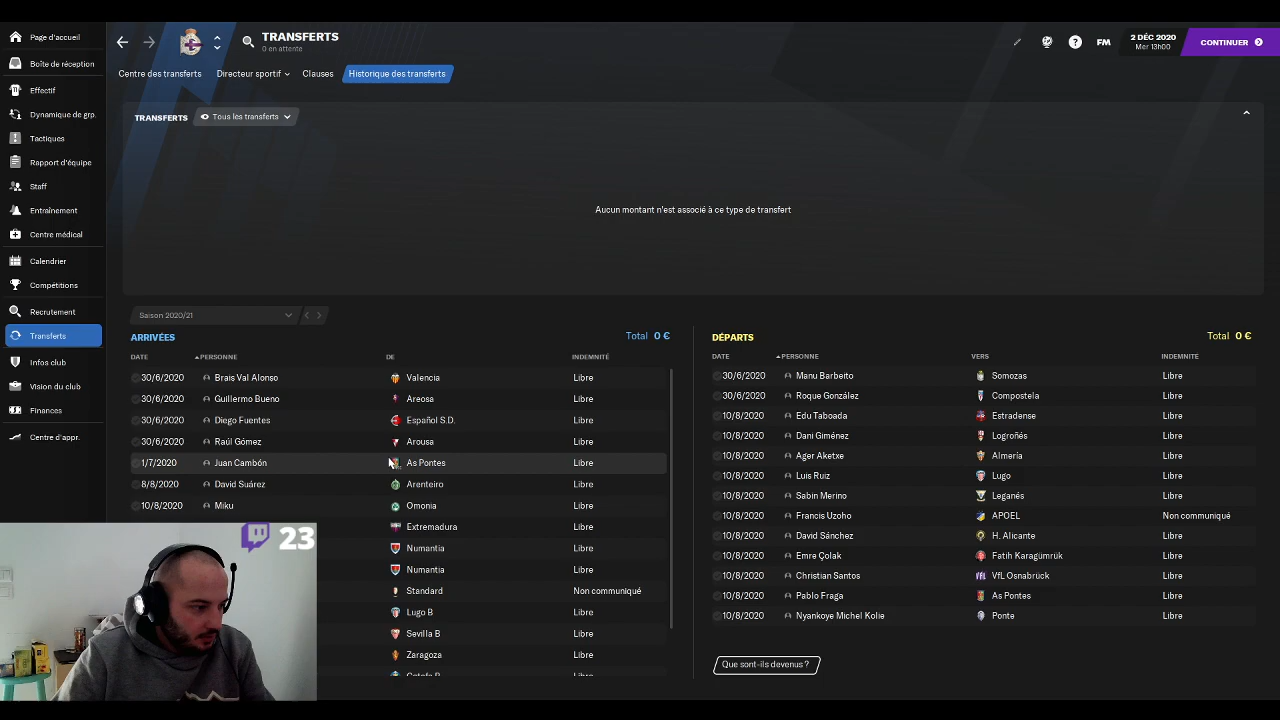 Page d'accueil
Boîte de réception
Effectif
Dynamique de grp.
Tactiques
Rapport d'équipe
Staff
Entraînement
Centre médical
Calendrier
Compétitions
Recrutement
Transferts
Infos club
Vision du club
Finances
Centre d'appr.
TRANSFERTS
0 en attente
FM
2 DÉC 2020
Mer 13h00
CONTINUER
Centre des transferts Directeur sportif Clauses Historique des transferts
TRANSFERTS Tous les transferts
Aucun montant n'est associé à ce type de transfert
Saison 2020/21
ARRIVÉES Total 0 €
DATE PERSONNE DE INDEMNITÉ
30/6/2020 Brais Val Alonso Valencia Libre
30/6/2020 Guillermo Bueno Areosa Libre
30/6/2020 Diego Fuentes Español S.D. Libre
30/6/2020 Raúl Gómez Arousa Libre
1/7/2020 Juan Cambón As Pontes Libre
8/8/2020 David Suárez Arenteiro Libre
10/8/2020 Miku Omonia Libre
Extremadura Libre
Numantia Libre
Numantia Libre
Standard Non communiqué
Lugo B Libre
Sevilla B Libre
Zaragoza Libre
DÉPARTS Total 0 €
DATE PERSONNE VERS INDEMNITÉ
30/6/2020 Manu Barbeito Somozas Libre
30/6/2020 Roque González Compostela Libre
10/8/2020 Edu Taboada Estradense Libre
10/8/2020 Dani Giménez Logroñés Libre
10/8/2020 Ager Aketxe Almería Libre
10/8/2020 Luis Ruiz Lugo Libre
10/8/2020 Sabin Merino Leganés Libre
10/8/2020 Francis Uzoho APOEL Non communiqué
10/8/2020 David Sánchez H. Alicante Libre
10/8/2020 Emre Çolak Fatih Karagümrük Libre
10/8/2020 Christian Santos VfL Osnabrück Libre
10/8/2020 Pablo Fraga As Pontes Libre
10/8/2020 Nyankoye Michel Kolie Ponte Libre
Que sont-ils devenus ?
23